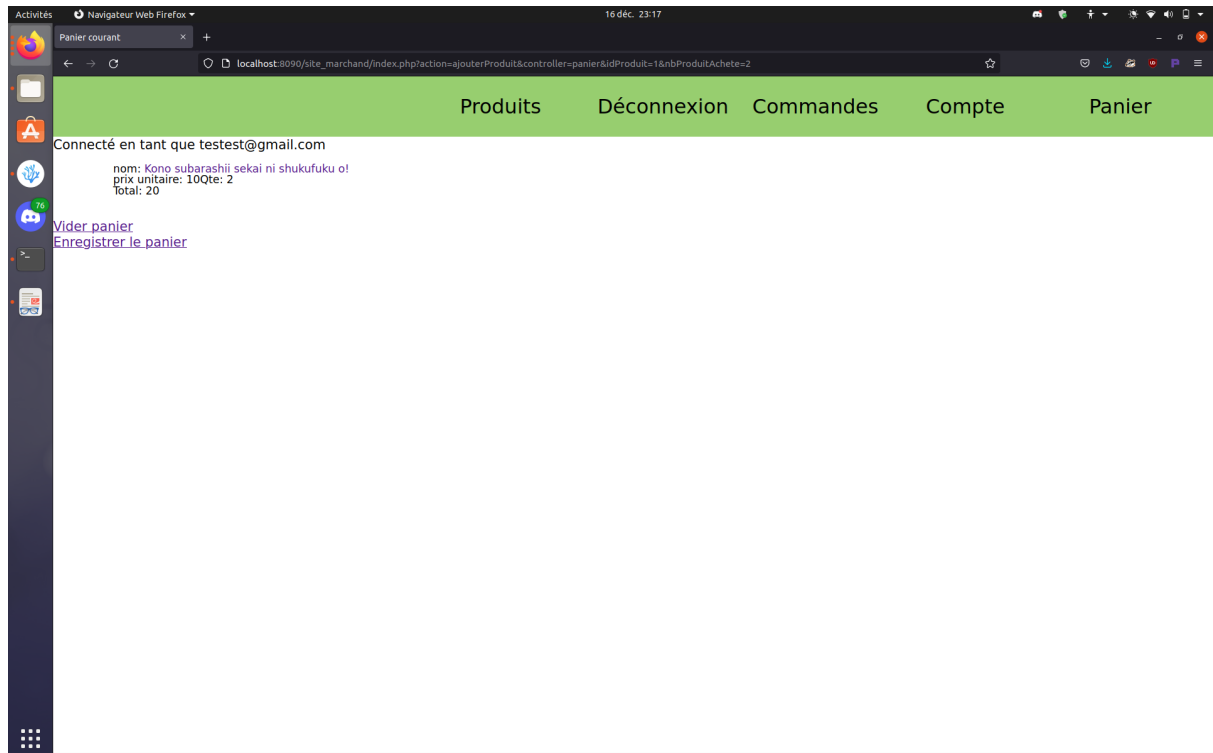 Activités Navigateur Web Firefox 16 déc. 23:17
Panier courant × +
localhost:8090/site_marchand/index.php?action=ajouterProduit&controller=panier&idProduit=1&nbProduitAchete=2
Produits Déconnexion Commandes Compte Panier
Connecté en tant que testest@gmail.com
nom: Kono subarashii sekai ni shukufuku o!
prix unitaire: 10Qte: 2
Total: 20
76
Vider panier
Enregistrer le panier